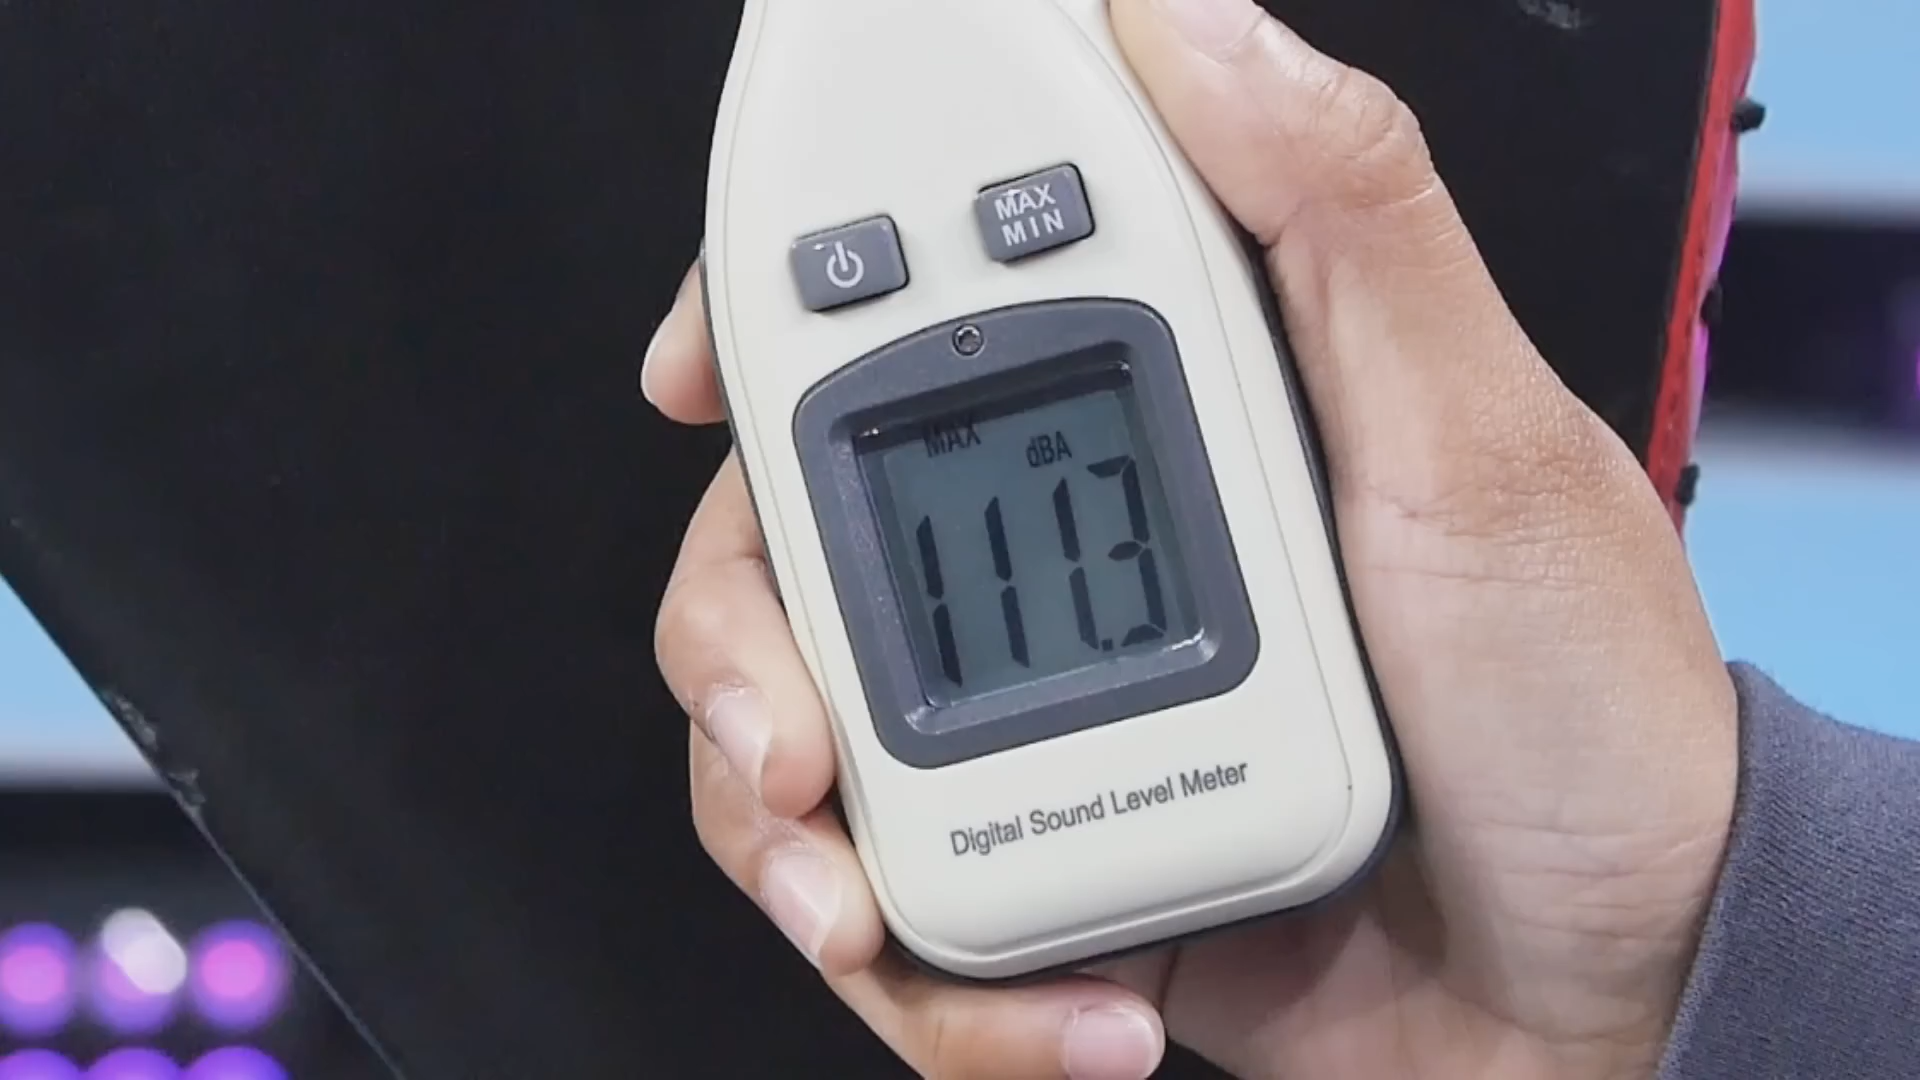 MAX
MIN
MAX
dBA
111.3
Digital Sound Level Meter